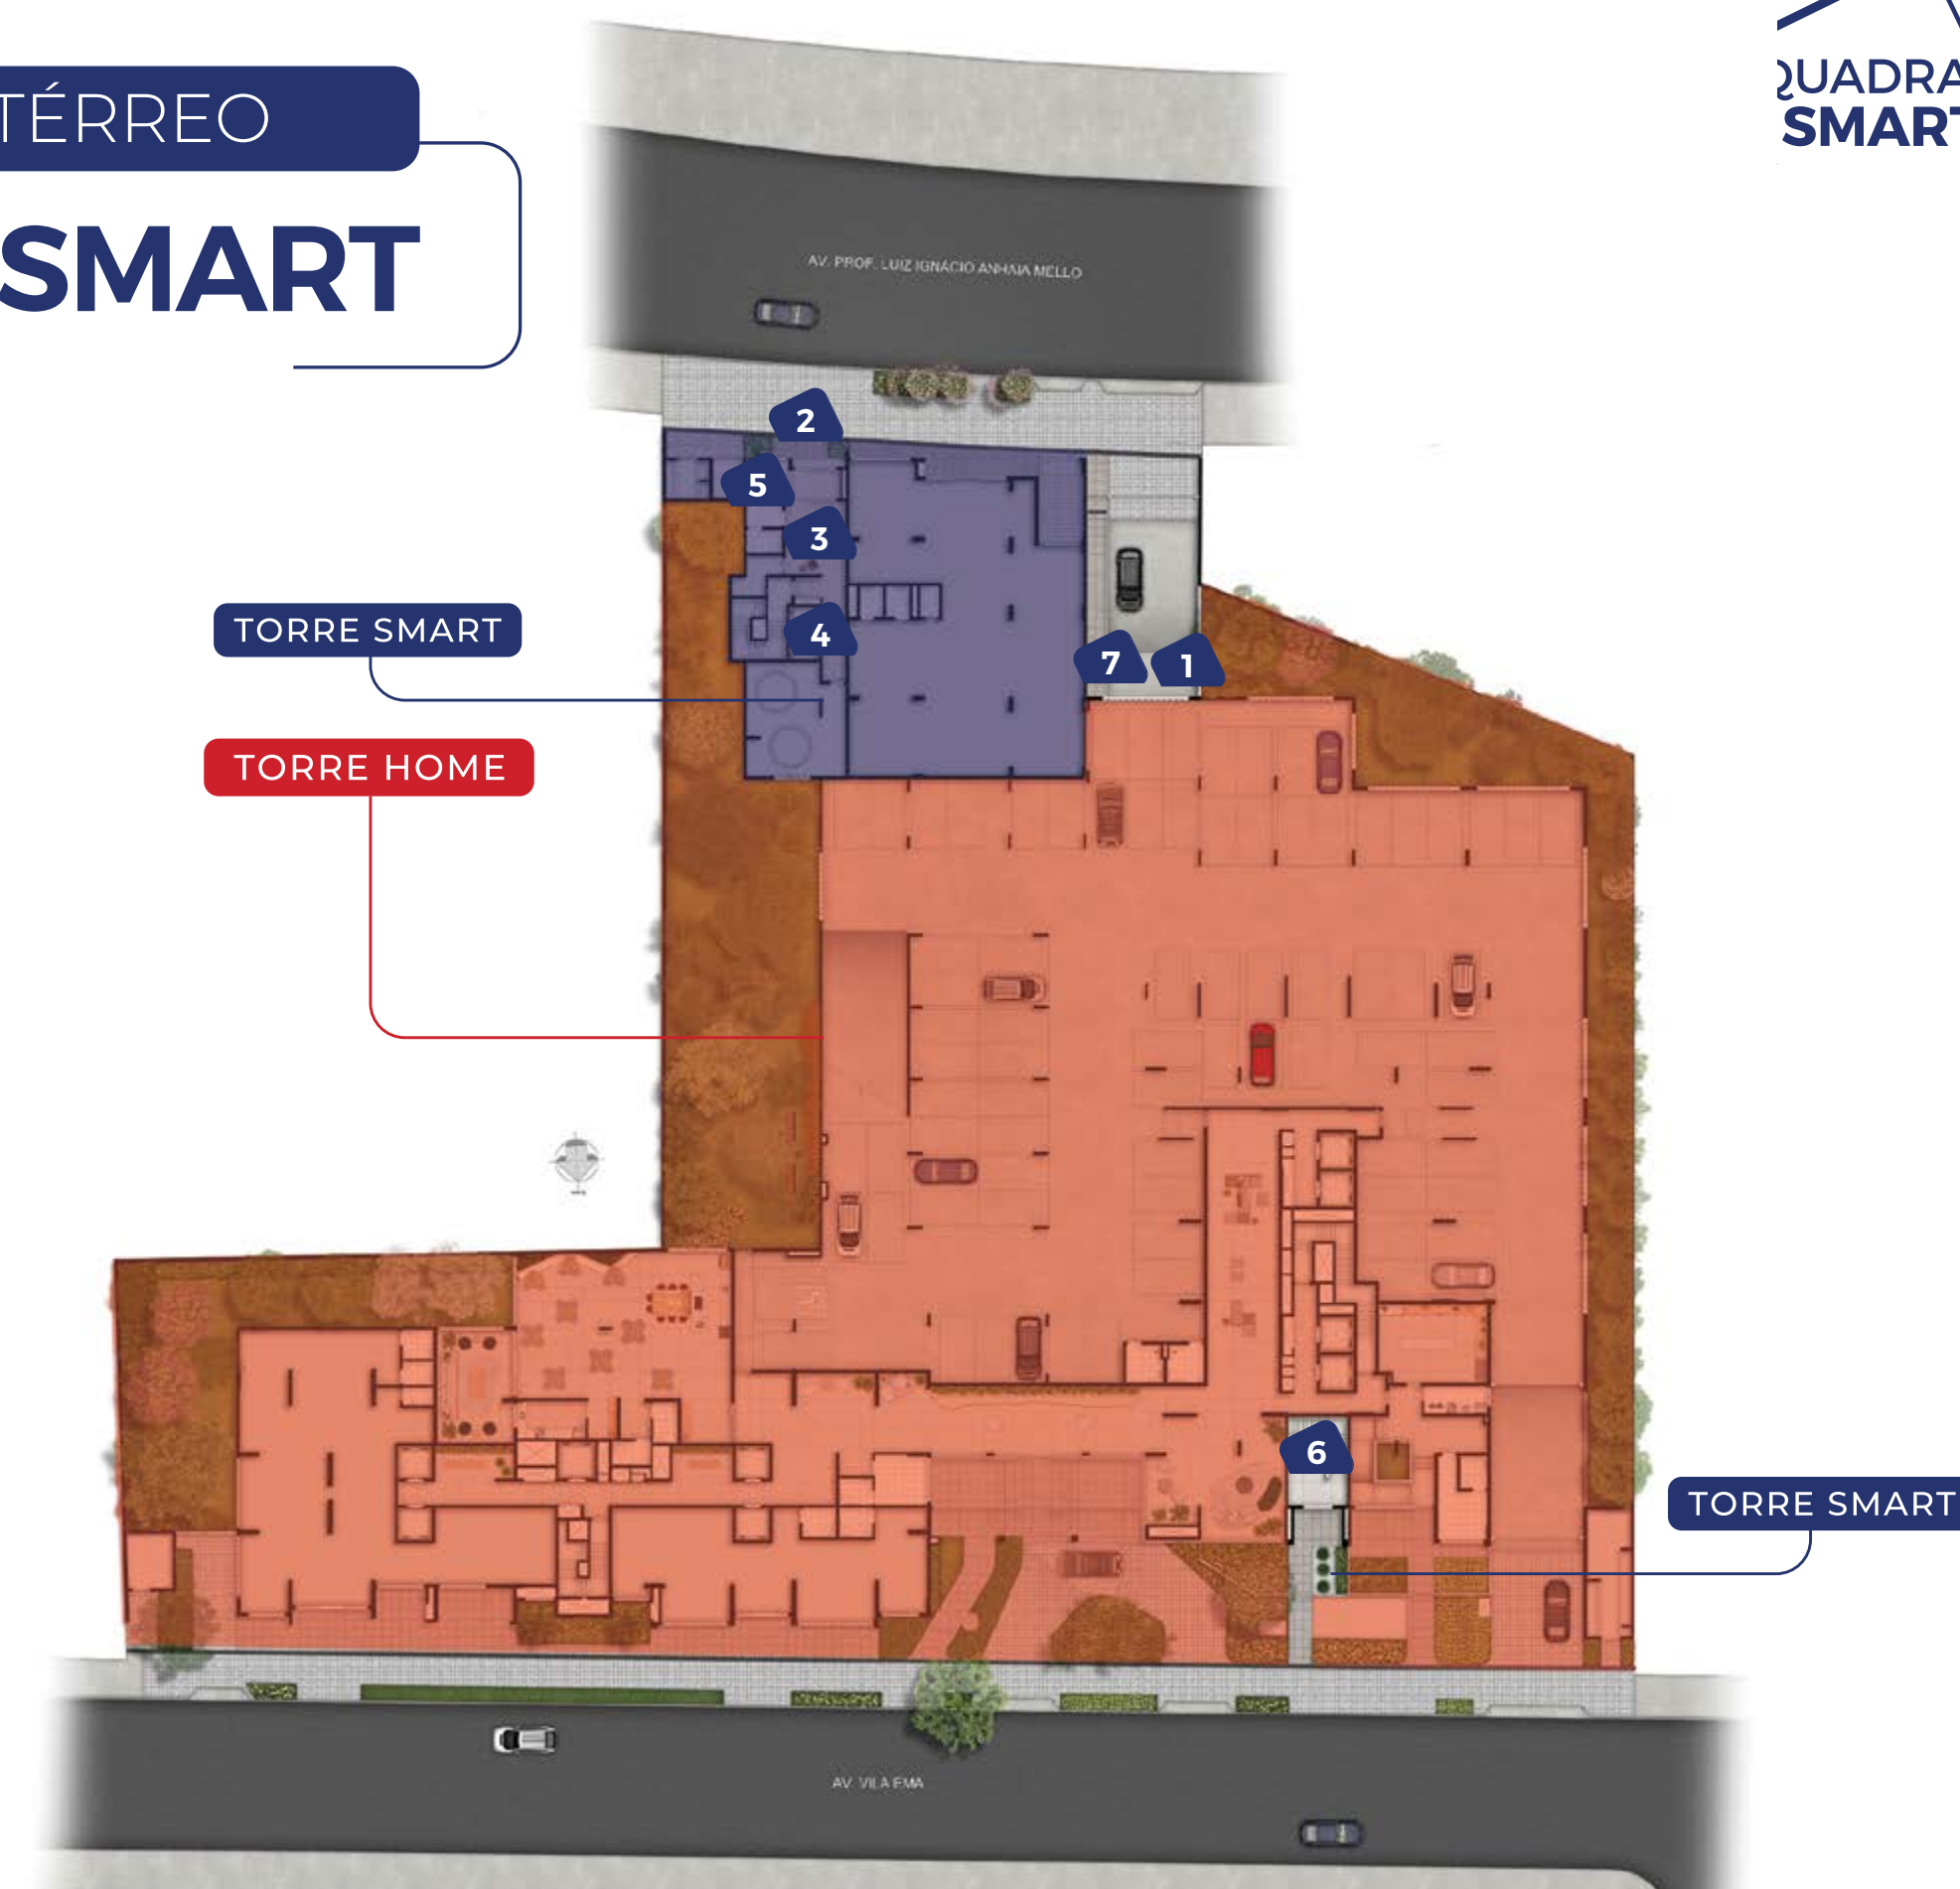 TÉRREO
SMART
QUADRA
SMART
AV. PROF. LUIZ IGNÁCIO ANHAIA MELLO
2
5
3
TORRE SMART
4
7
1
TORRE HOME
6
TORRE SMART
AV. VILA EMA